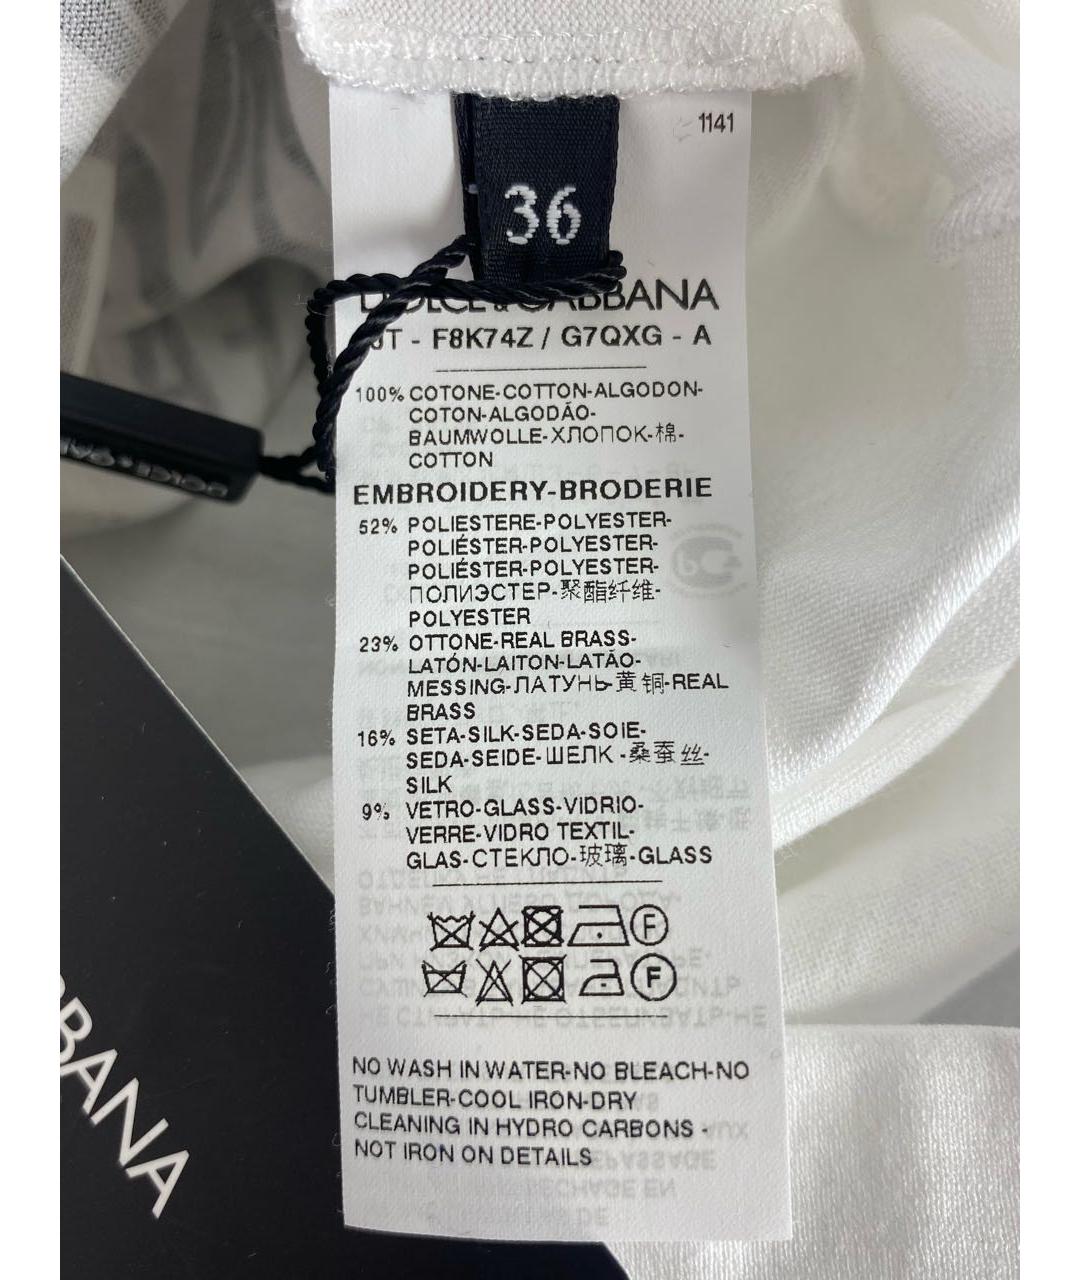 1141
36
DOLCE & GABBANA
- F8K74Z / G7QXG - A
100% COTONE-COTTON-ALGODON-
COTON-ALGODÃO-
BAUMWOLLE-ХЛОПОК-棉-
COTTON
EMBROIDERY-BRODERIE
52% POLIESTERE-POLYESTER-
POLIÉSTER-POLYESTER-
POLIÉSTER-POLYESTER-
ПОЛИЭСТЕР-聚酯纤维-
POLYESTER
23% OTTONE-REAL BRASS-
LATÓN-LAITON-LATÃO-
MESSING-ЛАТУНЬ-黄铜-REAL
BRASS
16% SETA-SILK-SEDA-SOIE-
SEDA-SEIDE-ШЕЛК -桑蚕丝-
SILK
9% VETRO-GLASS-VIDRIO-
VERRE-VIDRO TEXTIL-
GLAS-СТЕКЛО-玻璃-GLASS
F
F
NO WASH IN WATER-NO BLEACH-NO
TUMBLER-COOL IRON-DRY
CLEANING IN HYDRO CARBONS -
NOT IRON ON DETAILS
BBANA